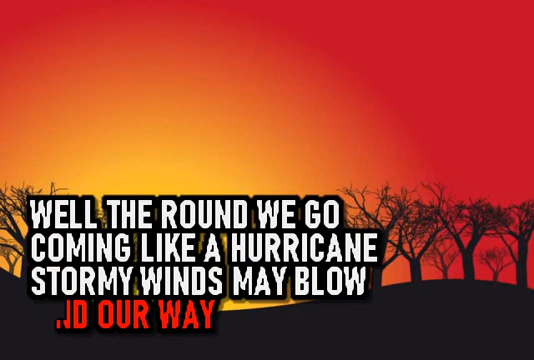 WELL THE ROUND WE GO
COMING LIKE A HURRICANE
STORMY WINDS MAY BLOW
OUR WAY